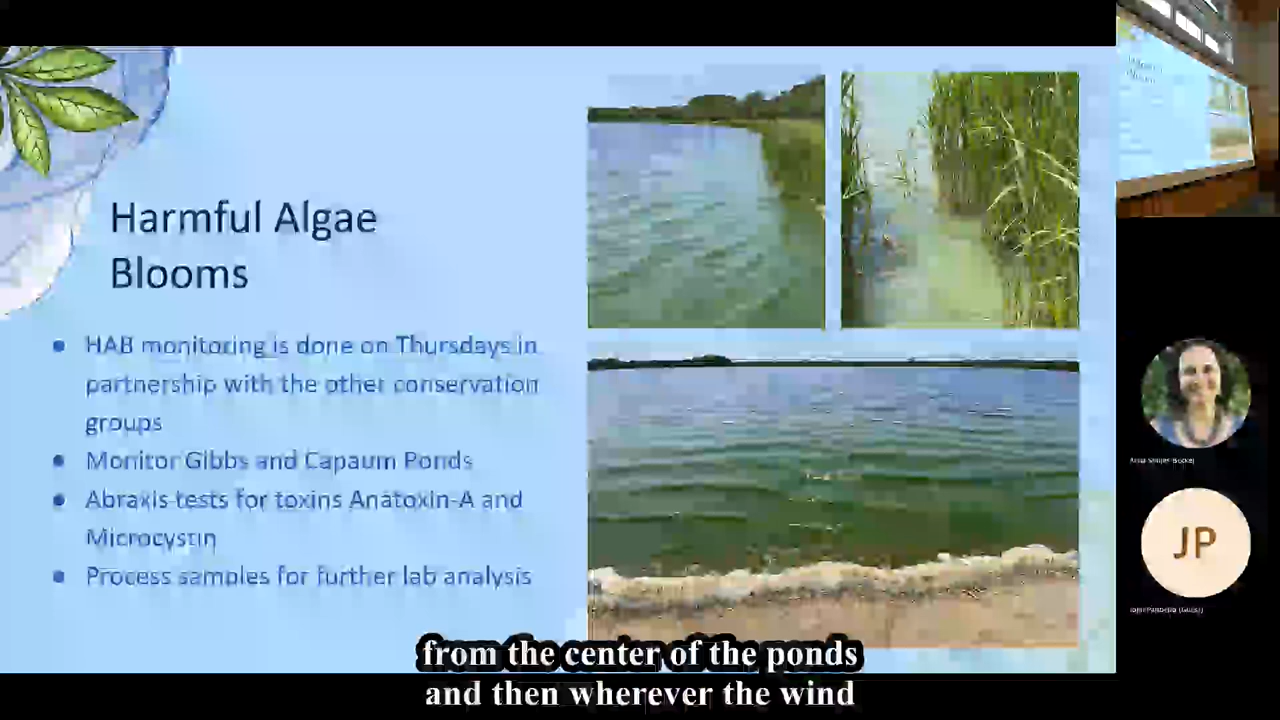 Harmful Algae
Blooms
HAB monitoring is done on Thursdays in
partnership with the other conservation
groups
Monitor Gibbs and Capaum Ponds
Abraxis tests for toxins Anatoxin-A and
Microcystin
Process samples for further lab analysis
JP
from the center of the ponds
and then wherever the wind